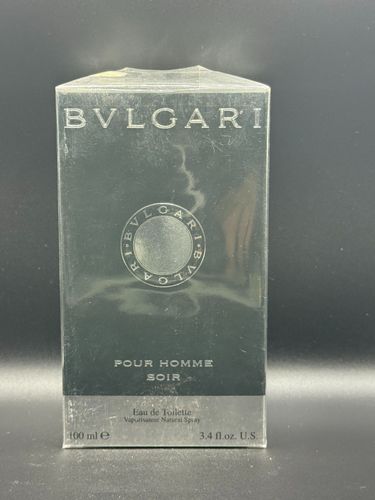 BVLGARI
BVLGARI · BVLGARI ·
POUR HOMME
SOIR
Eau de Toilette
Vaporisateur Natural Spray
100 ml ℮ 3.4 fl. oz. U.S.